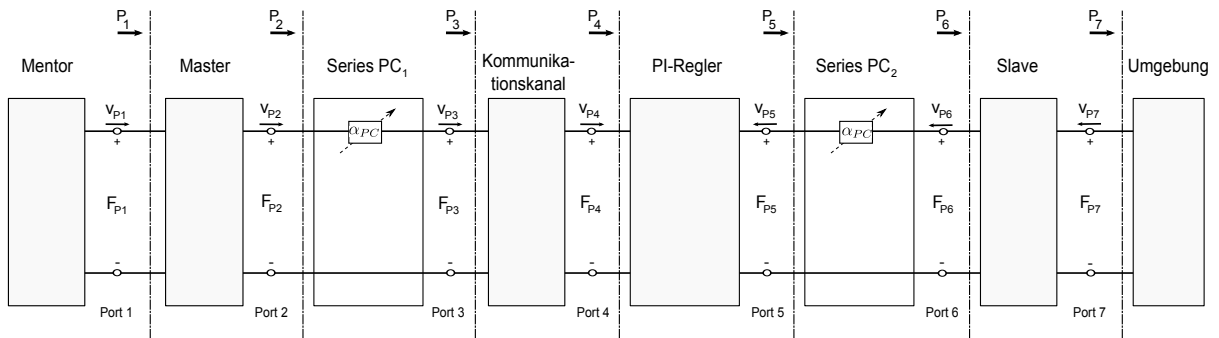 P1 P2 P3 P4 P5 P6 P7
Mentor Master Series PC1 Kommunika-
tionskanal PI-Regler Series PC2 Slave Umgebung
vP1 vP2 vP3 vP4 vP5 vP6 vP7
αPC αPC
+ + + + + + +
FP1 FP2 FP3 FP4 FP5 FP6 FP7
- - - - - - -
Port 1 Port 2 Port 3 Port 4 Port 5 Port 6 Port 7